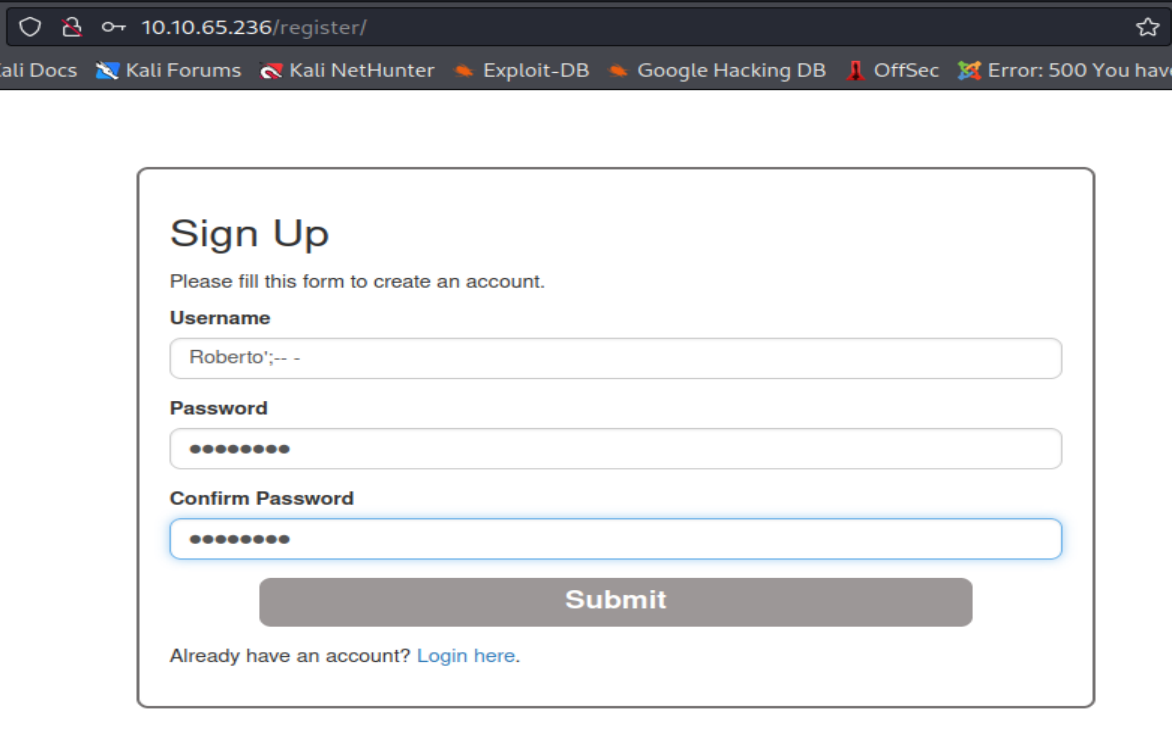 10.10.65.236/register/
ali Docs Kali Forums Kali NetHunter Exploit-DB Google Hacking DB OffSec Error: 500 You have
Sign Up
Please fill this form to create an account.
Username
Roberto';-- -
Password
••••••••
Confirm Password
••••••••
Submit
Already have an account? Login here.